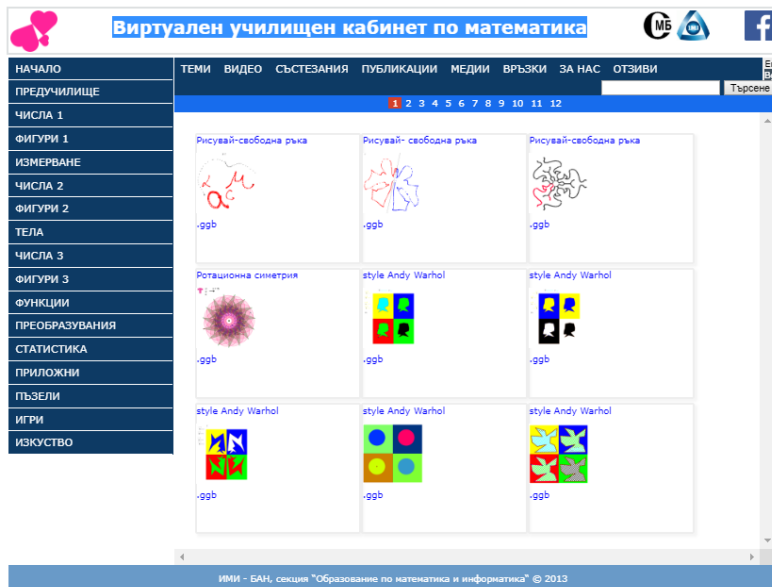 Виртуален училищен кабинет по математика
СМБ
f
НАЧАЛО
ПРЕДУЧИЛИЩЕ
ЧИСЛА 1
ФИГУРИ 1
ИЗМЕРВАНЕ
ЧИСЛА 2
ФИГУРИ 2
ТЕЛА
ЧИСЛА 3
ФИГУРИ 3
ФУНКЦИИ
ПРЕОБРАЗУВАНИЯ
СТАТИСТИКА
ПРИЛОЖНИ
ПЪЗЕЛИ
ИГРИ
ИЗКУСТВО
ТЕМИ ВИДЕО СЪСТЕЗАНИЯ ПУБЛИКАЦИИ МЕДИИ ВРЪЗКИ ЗА НАС ОТЗИВИ
Търсене
1 2 3 4 5 6 7 8 9 10 11 12
Рисувай-свободна ръка
.ggb
Рисувай- свободна ръка
.ggb
Рисувай-свободна ръка
.ggb
Ротационна симетрия
.ggb
style Andy Warhol
.ggb
style Andy Warhol
.ggb
style Andy Warhol
.ggb
style Andy Warhol
.ggb
style Andy Warhol
.ggb
ИМИ - БАН, секция "Образование по математика и информатика" © 2013